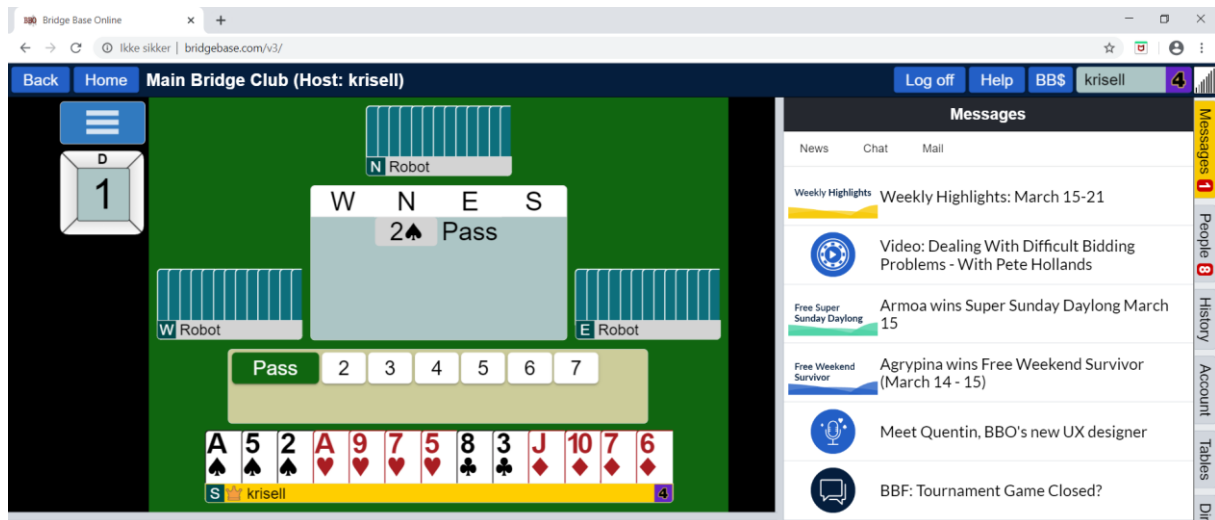 BBO Bridge Base Online
Ikke sikker | bridgebase.com/v3/
Back Home Main Bridge Club (Host: krisell) Log off Help BB$ krisell 4
D
1
N Robot
W N E S
2♠ Pass
W Robot
E Robot
Pass 2 3 4 5 6 7
A 5 2 A 9 7 5 8 3 J 10 7 6
♠ ♠ ♠ ♥ ♥ ♥ ♥ ♣ ♣ ♦ ♦ ♦ ♦
S krisell 4
Messages
News Chat Mail
Weekly Highlights
Weekly Highlights: March 15-21
Video: Dealing With Difficult Bidding
Problems - With Pete Hollands
Free Super
Sunday Daylong
Armoa wins Super Sunday Daylong March
15
Free Weekend
Survivor
Agrypina wins Free Weekend Survivor
(March 14 - 15)
Meet Quentin, BBO's new UX designer
BBF: Tournament Game Closed?
Messages 1
People 8
History
Account
Tables